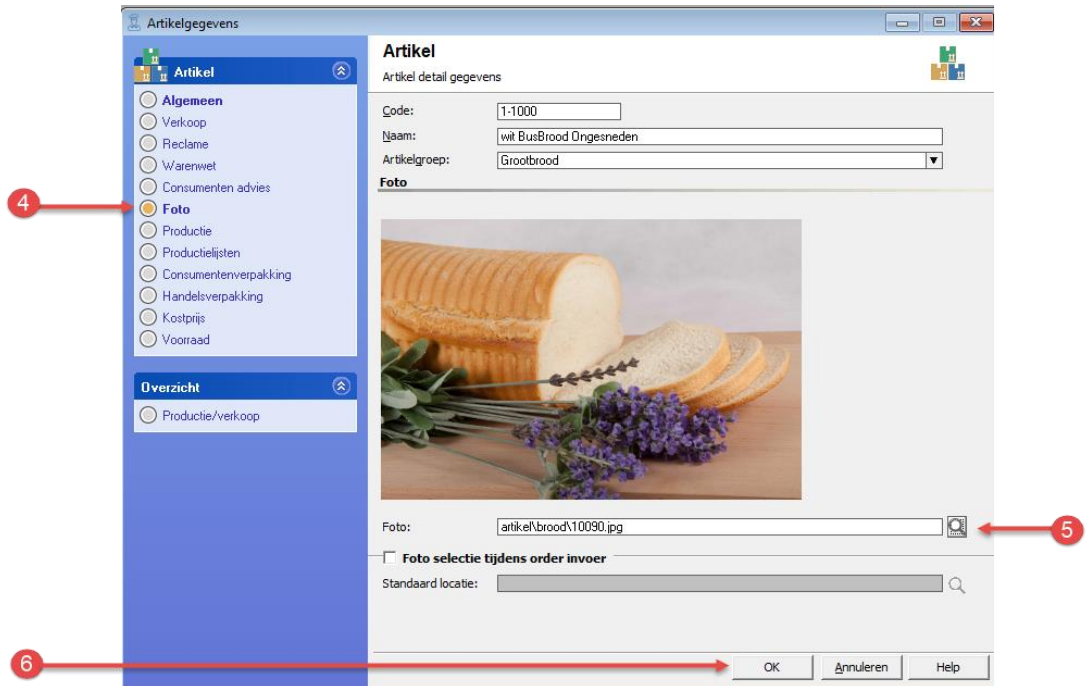 Artikelgegevens
Artikel
Algemeen
Verkoop
Reclame
Warenwet
Consumenten advies
Foto
Productie
Productielijsten
Consumentenverpakking
Handelsverpakking
Kostprijs
Voorraad
Overzicht
Productie/verkoop
Artikel
Artikel detail gegevens
Code: 1-1000
Naam: wit BusBrood Ongesneden
Artikelgroep: Grootbrood
Foto
Foto: artikel\brood\10090.jpg
Foto selectie tijdens order invoer
Standaard locatie:
OK Annuleren Help
4
5
6